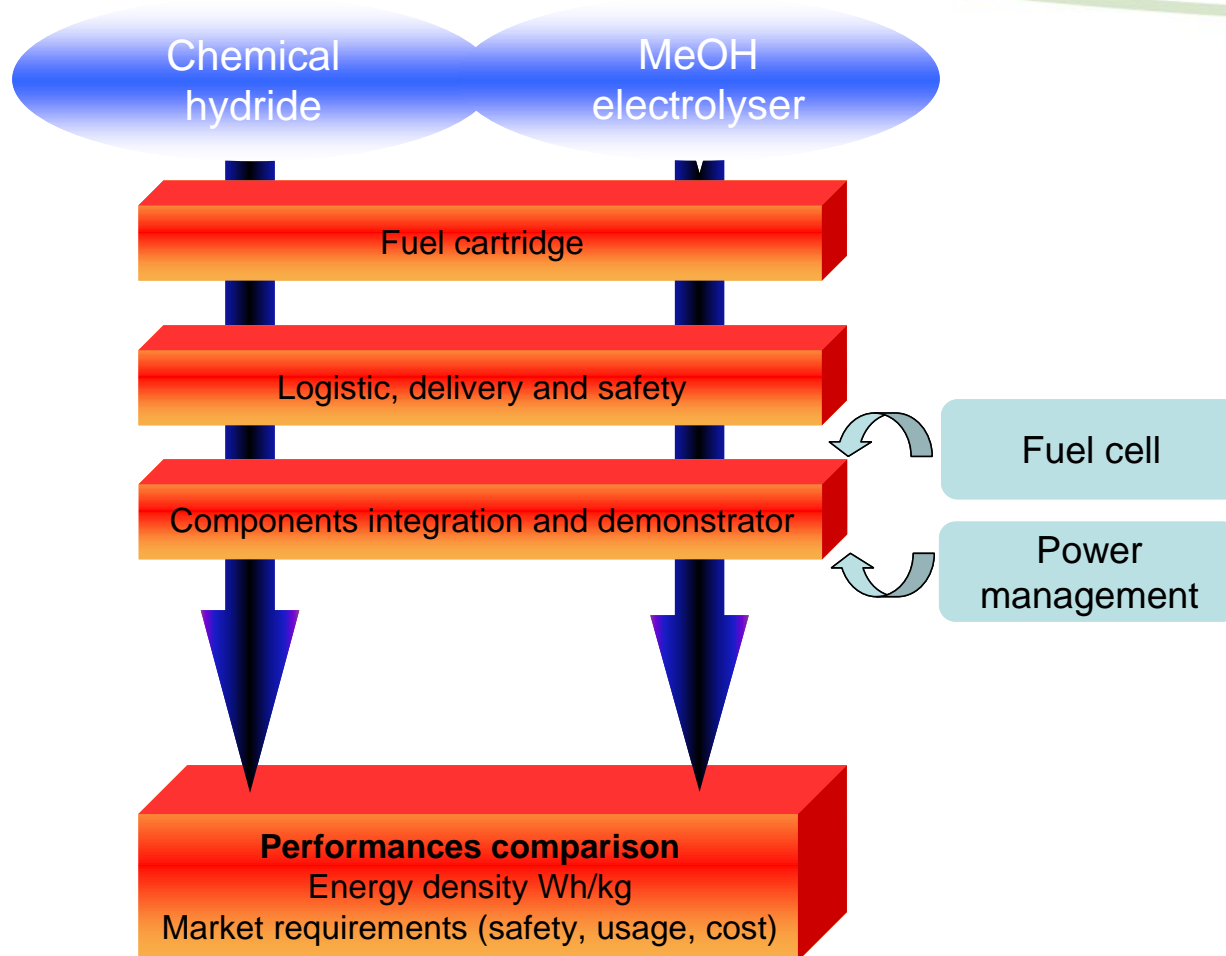 Chemical
hydride
MeOH
electrolyser
Fuel cartridge
Logistic, delivery and safety
Fuel cell
Components integration and demonstrator
Power
management
Performances comparison
Energy density Wh/kg
Market requirements (safety, usage, cost)